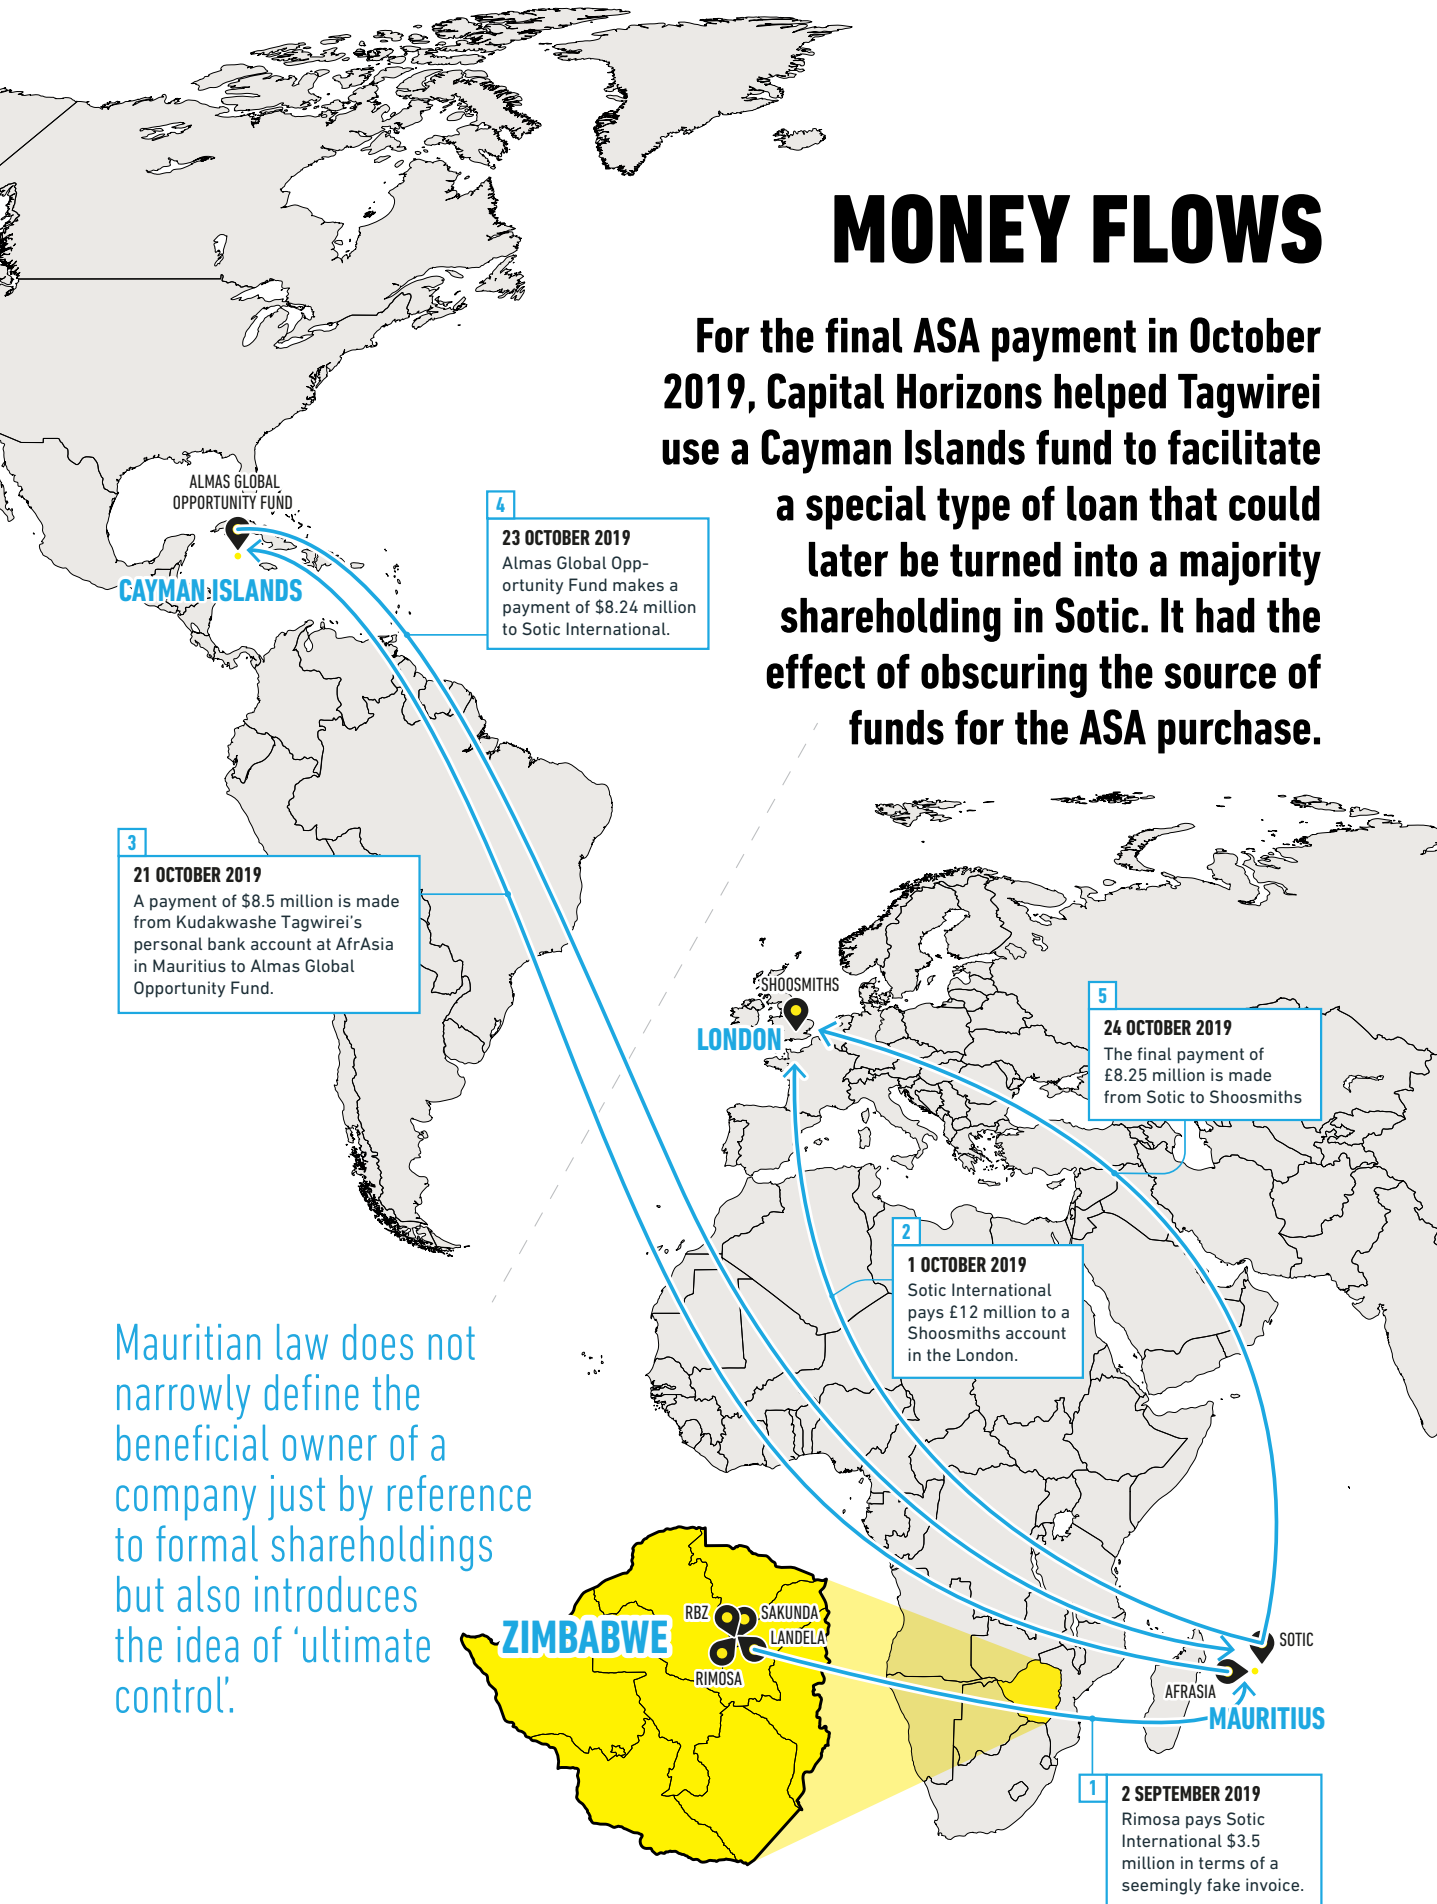 MONEY FLOWS
For the final ASA payment in October
2019, Capital Horizons helped Tagwirei
use a Cayman Islands fund to facilitate
a special type of loan that could
later be turned into a majority
shareholding in Sotic. It had the
effect of obscuring the source of
funds for the ASA purchase.
ALMAS GLOBAL
OPPORTUNITY FUND
CAYMAN ISLANDS
4
23 OCTOBER 2019
Almas Global Opp-
ortunity Fund makes a
payment of $8.24 million
to Sotic International.
3
21 OCTOBER 2019
A payment of $8.5 million is made
from Kudakwashe Tagwirei's
personal bank account at AfrAsia
in Mauritius to Almas Global
Opportunity Fund.
SHOOSMITHS
LONDON
5
24 OCTOBER 2019
The final payment of
£8.25 million is made
from Sotic to Shoosmiths
2
1 OCTOBER 2019
Sotic International
pays £12 million to a
Shoosmiths account
in the London.
Mauritian law does not
narrowly define the
beneficial owner of a
company just by reference
to formal shareholdings
but also introduces
the idea of ‘ultimate
control’.
ZIMBABWE
RBZ
SAKUNDA
LANDELA
RIMOSA
SOTIC
AFRASIA
MAURITIUS
1
2 SEPTEMBER 2019
Rimosa pays Sotic
International $3.5
million in terms of a
seemingly fake invoice.